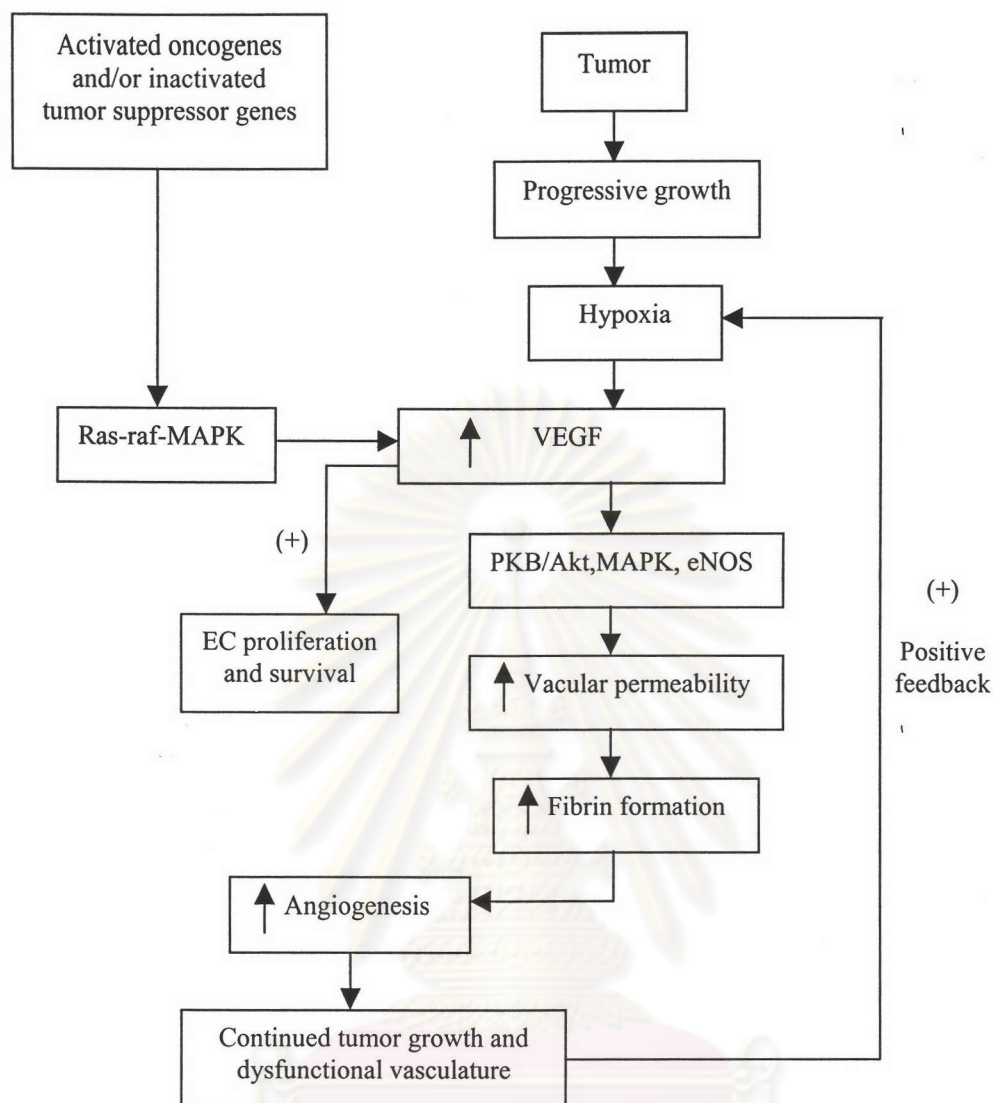 Activated oncogenes
and/or inactivated
tumor suppressor genes
Tumor
Progressive growth
Hypoxia
Ras-raf-MAPK
VEGF
(+)
PKB/Akt,MAPK, eNOS
(+)
EC proliferation
and survival
Vacular permeability
Positive
feedback
Fibrin formation
Angiogenesis
Continued tumor growth and
dysfunctional vasculature